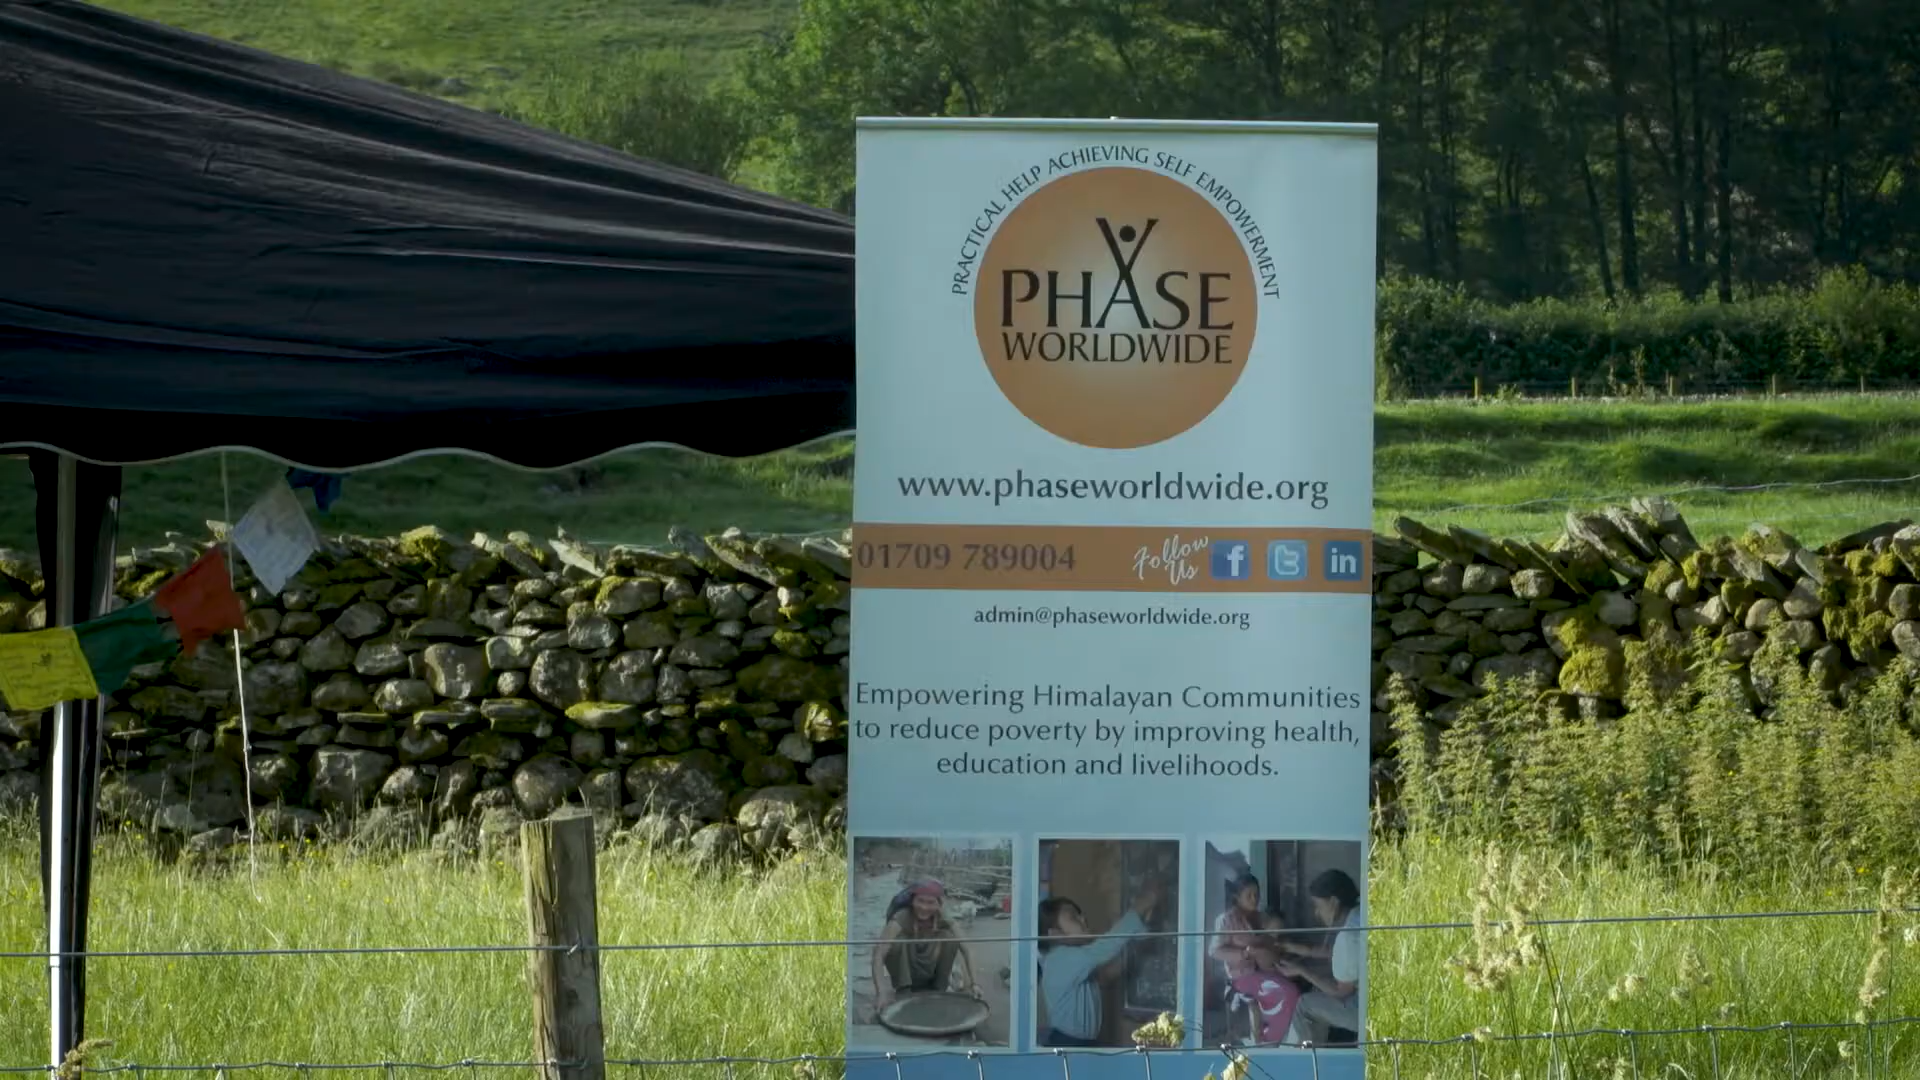 PRACTICAL HELP ACHIEVING SELF EMPOWERMENT
PHASE
WORLDWIDE
www.phaseworldwide.org
01709 789004 Follow Us f t in
admin@phaseworldwide.org
Empowering Himalayan Communities
to reduce poverty by improving health,
education and livelihoods.